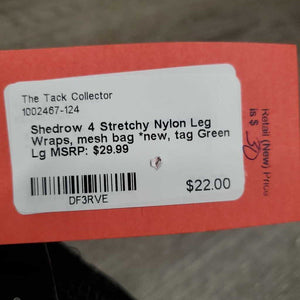 The Tack Collector
1002467-124
Shedrow 4 Stretchy Nylon Leg
Wraps, mesh bag *new, tag Green
Lg MSRP: $29.99
$22.00
DF3RVE
Retail (New) Price
is $ 30